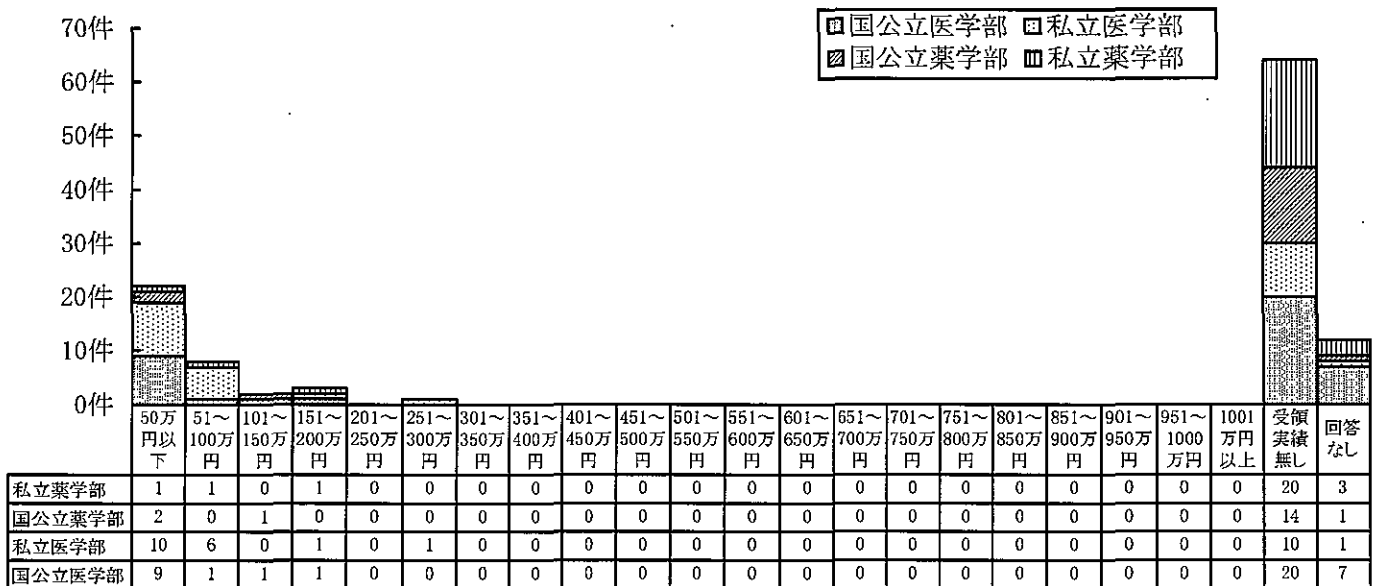 70件
60件
50件
40件
30件
20件
10件
0件
国公立医学部 私立医学部
国公立薬学部 私立薬学部
50万円以下 51~100万円 101~150万円 151~200万円 201~250万円 251~300万円 301~350万円 351~400万円 401~450万円 451~500万円 501~550万円 551~600万円 601~650万円 651~700万円 701~750万円 751~800万円 801~850万円 851~900万円 901~950万円 951~1000万円 1001万円以上 受領実績無し 回答なし
私立薬学部 1 1 0 1 0 0 0 0 0 0 0 0 0 0 0 0 0 0 0 0 0 20 3
国公立薬学部 2 0 1 0 0 0 0 0 0 0 0 0 0 0 0 0 0 0 0 0 0 14 1
私立医学部 10 6 0 1 0 1 0 0 0 0 0 0 0 0 0 0 0 0 0 0 0 10 1
国公立医学部 9 1 1 1 0 0 0 0 0 0 0 0 0 0 0 0 0 0 0 0 0 20 7